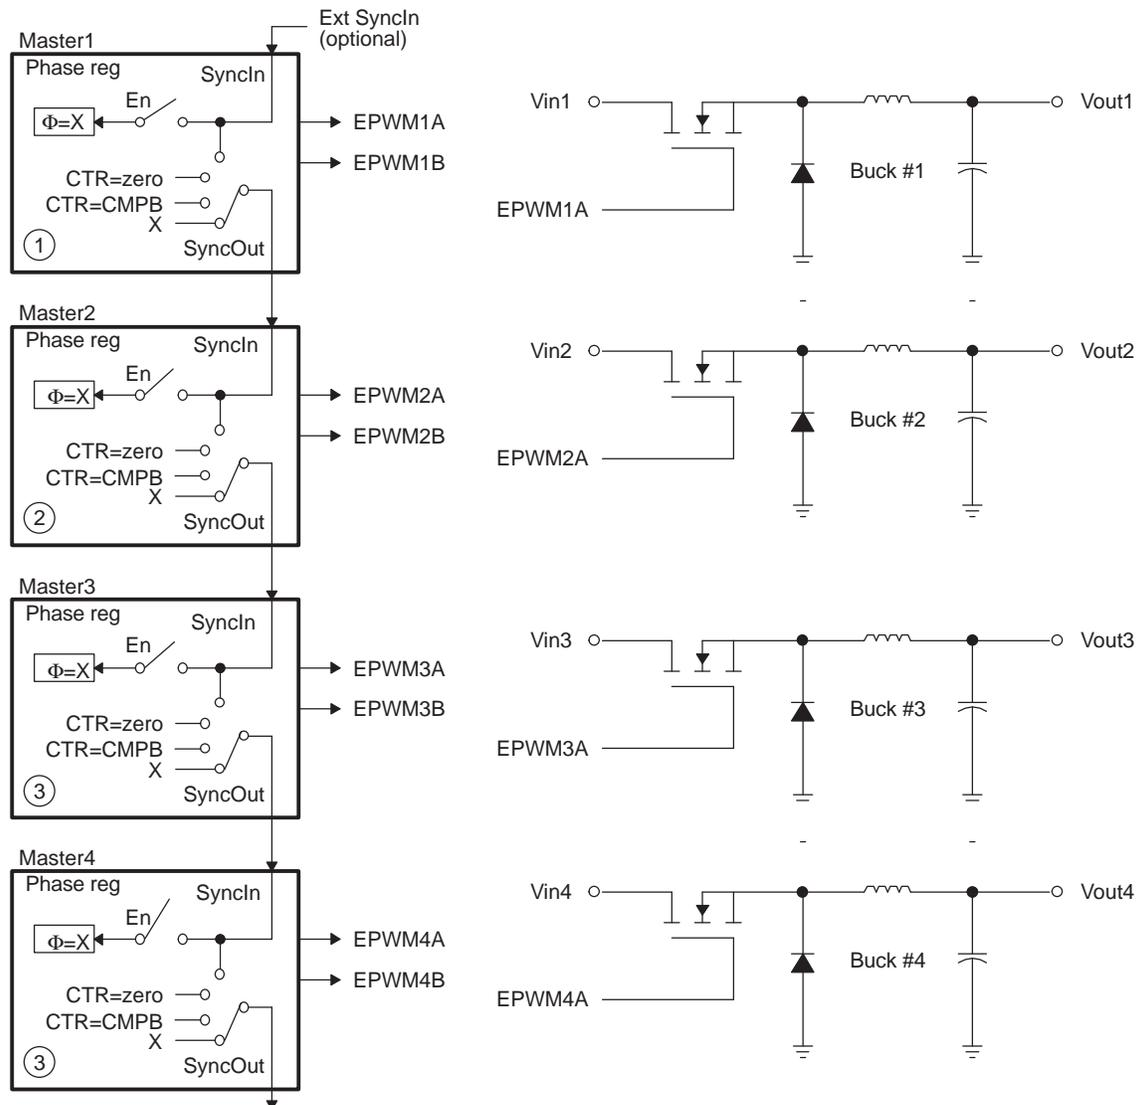 Ext SyncIn
(optional)
Master1
Phase reg
SyncIn
En
Φ=X
EPWM1A
EPWM1B
CTR=zero
CTR=CMPB
X
SyncOut
1
Vin1
Vout1
Buck #1
EPWM1A
Master2
Phase reg
SyncIn
En
Φ=X
EPWM2A
EPWM2B
CTR=zero
CTR=CMPB
X
SyncOut
2
Vin2
Vout2
Buck #2
EPWM2A
Master3
Phase reg
SyncIn
En
Φ=X
EPWM3A
EPWM3B
CTR=zero
CTR=CMPB
X
SyncOut
3
Vin3
Vout3
Buck #3
EPWM3A
Master4
Phase reg
SyncIn
En
Φ=X
EPWM4A
EPWM4B
CTR=zero
CTR=CMPB
X
SyncOut
3
Vin4
Vout4
Buck #4
EPWM4A